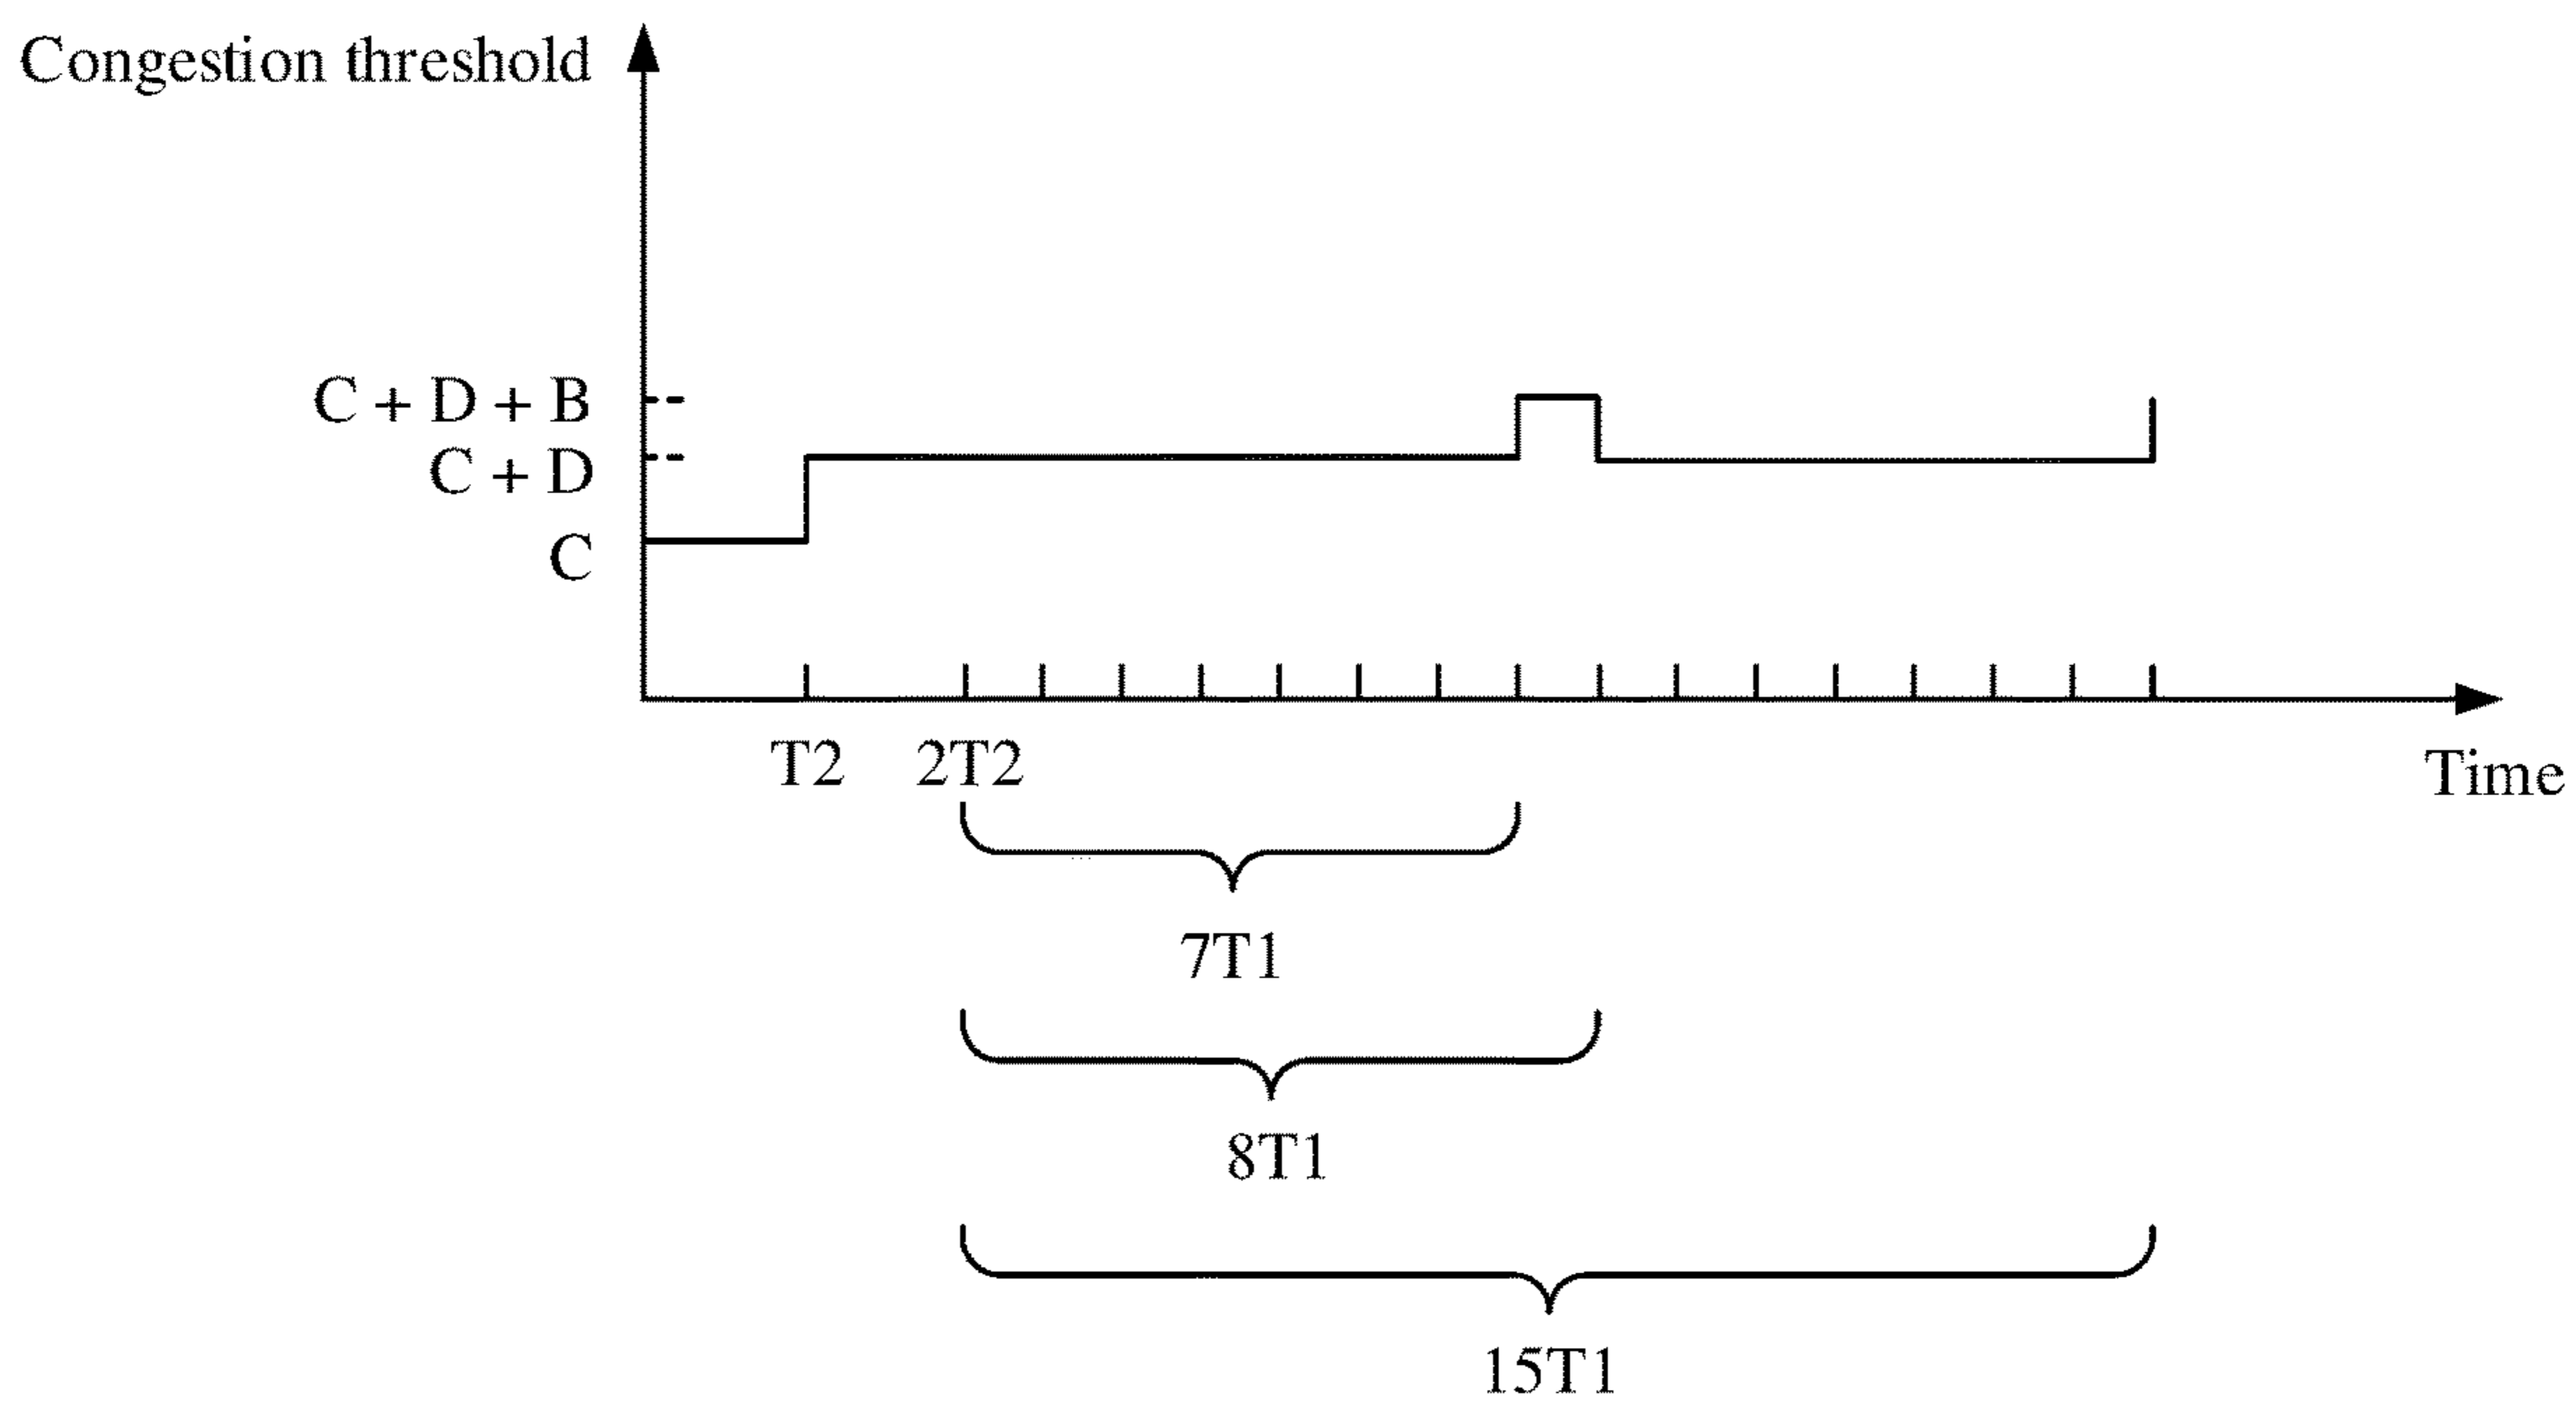 Congestion threshold
C + D + B
C + D
C
T2
2T2
Time
7T1
8T1
15T1